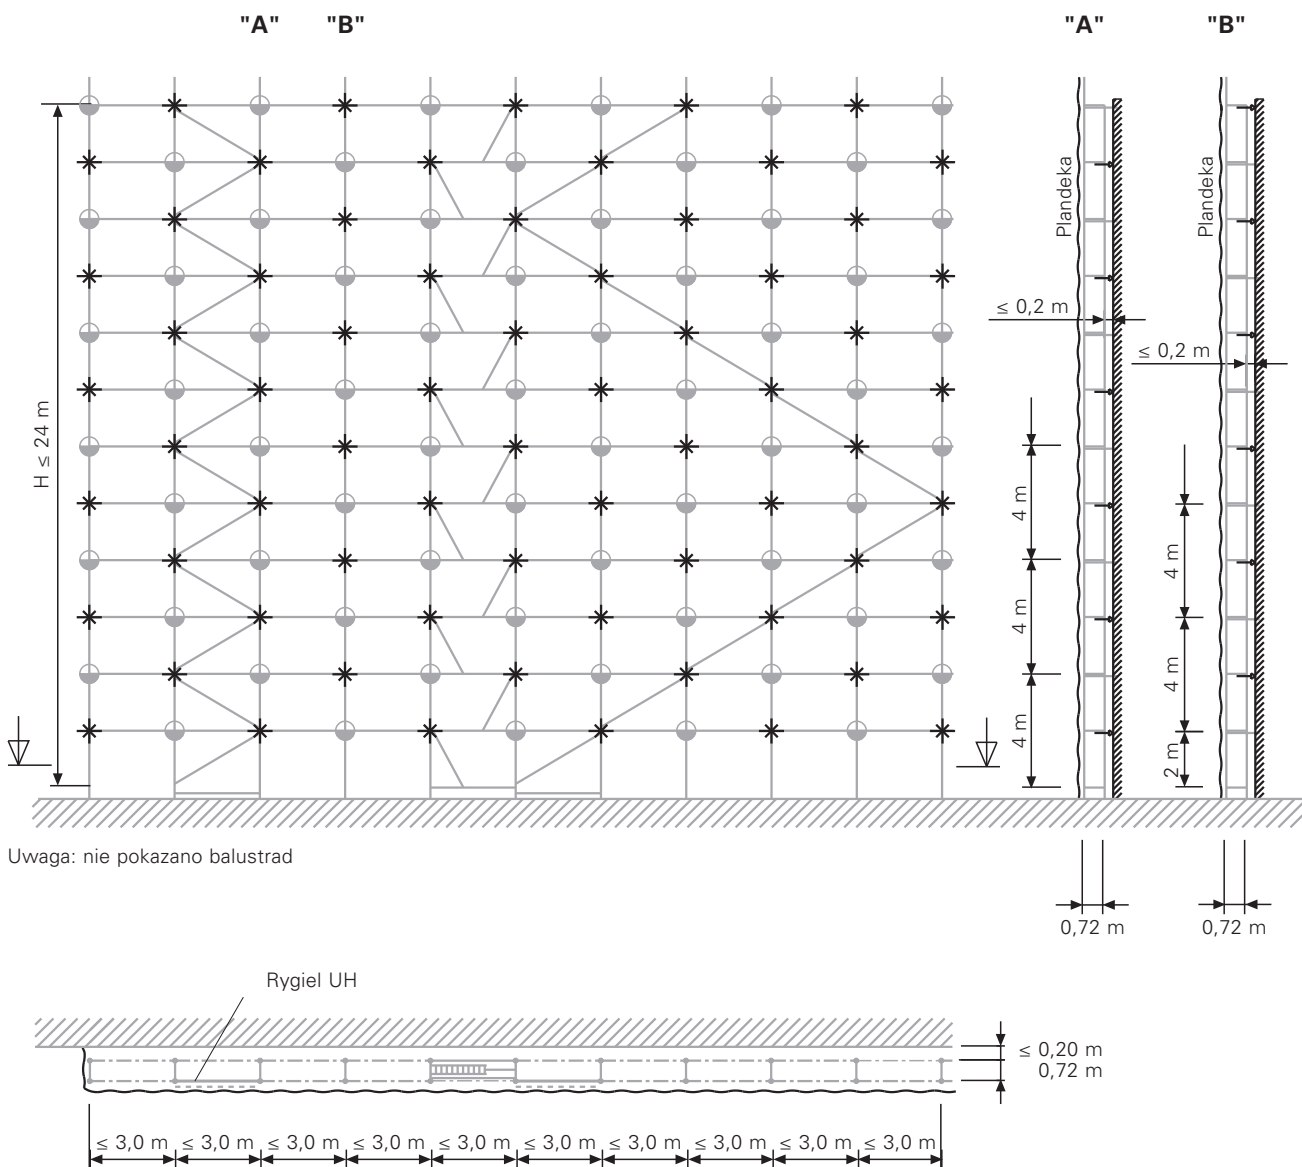 "A"
"B"
"A"
"B"
H ≤ 24 m
Plandeka
Plandeka
≤ 0,2 m
≤ 0,2 m
4 m
4 m
4 m
4 m
4 m
2 m
Uwaga: nie pokazano balustrad
0,72 m
0,72 m
Rygiel UH
≤ 0,20 m
0,72 m
≤ 3,0 m
≤ 3,0 m
≤ 3,0 m
≤ 3,0 m
≤ 3,0 m
≤ 3,0 m
≤ 3,0 m
≤ 3,0 m
≤ 3,0 m
≤ 3,0 m